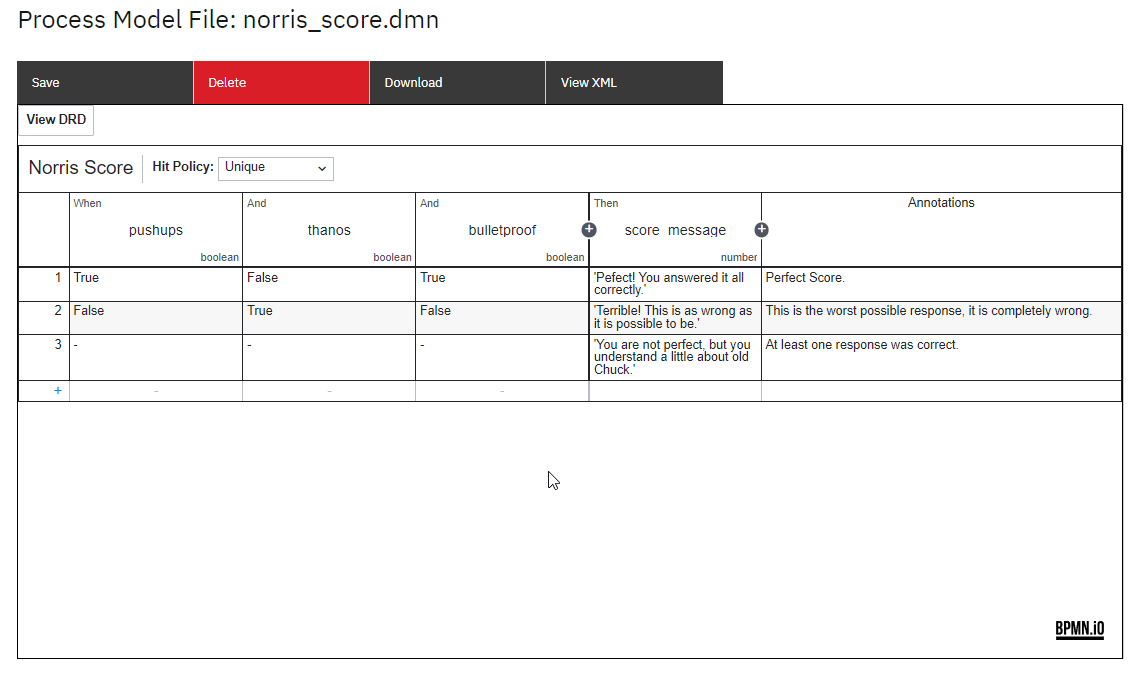 Process Model File: norris_score.dmn
Save Delete Download View XML
View DRD
Norris Score Hit Policy: Unique
When And And Then Annotations
pushups thanos bulletproof + score message +
boolean boolean boolean number
1 True False True 'Pefect! You answered it all Perfect Score.
correctly.'
2 False True False 'Terrible! This is as wrong as This is the worst possible response, it is completely wrong.
it is possible to be.'
3 - - - 'You are not perfect, but you At least one response was correct.
understand a little about old
Chuck.'
+ - - -
BPMN.iO